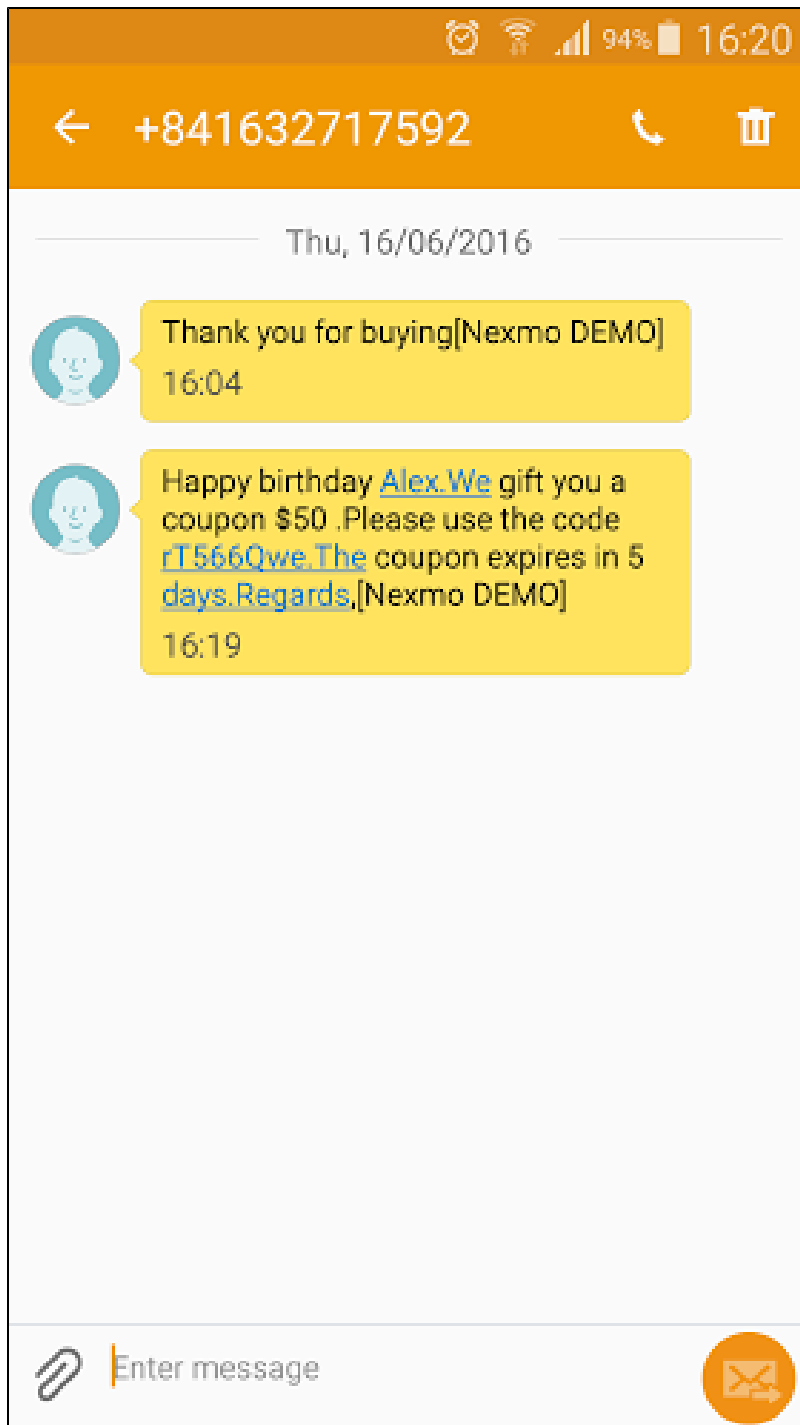 94% 16:20
+841632717592
Thu, 16/06/2016
Thank you for buying[Nexmo DEMO]
16:04
Happy birthday Alex.We gift you a
coupon $50 .Please use the code
rT566Qwe.The coupon expires in 5
days.Regards,[Nexmo DEMO]
16:19
Enter message